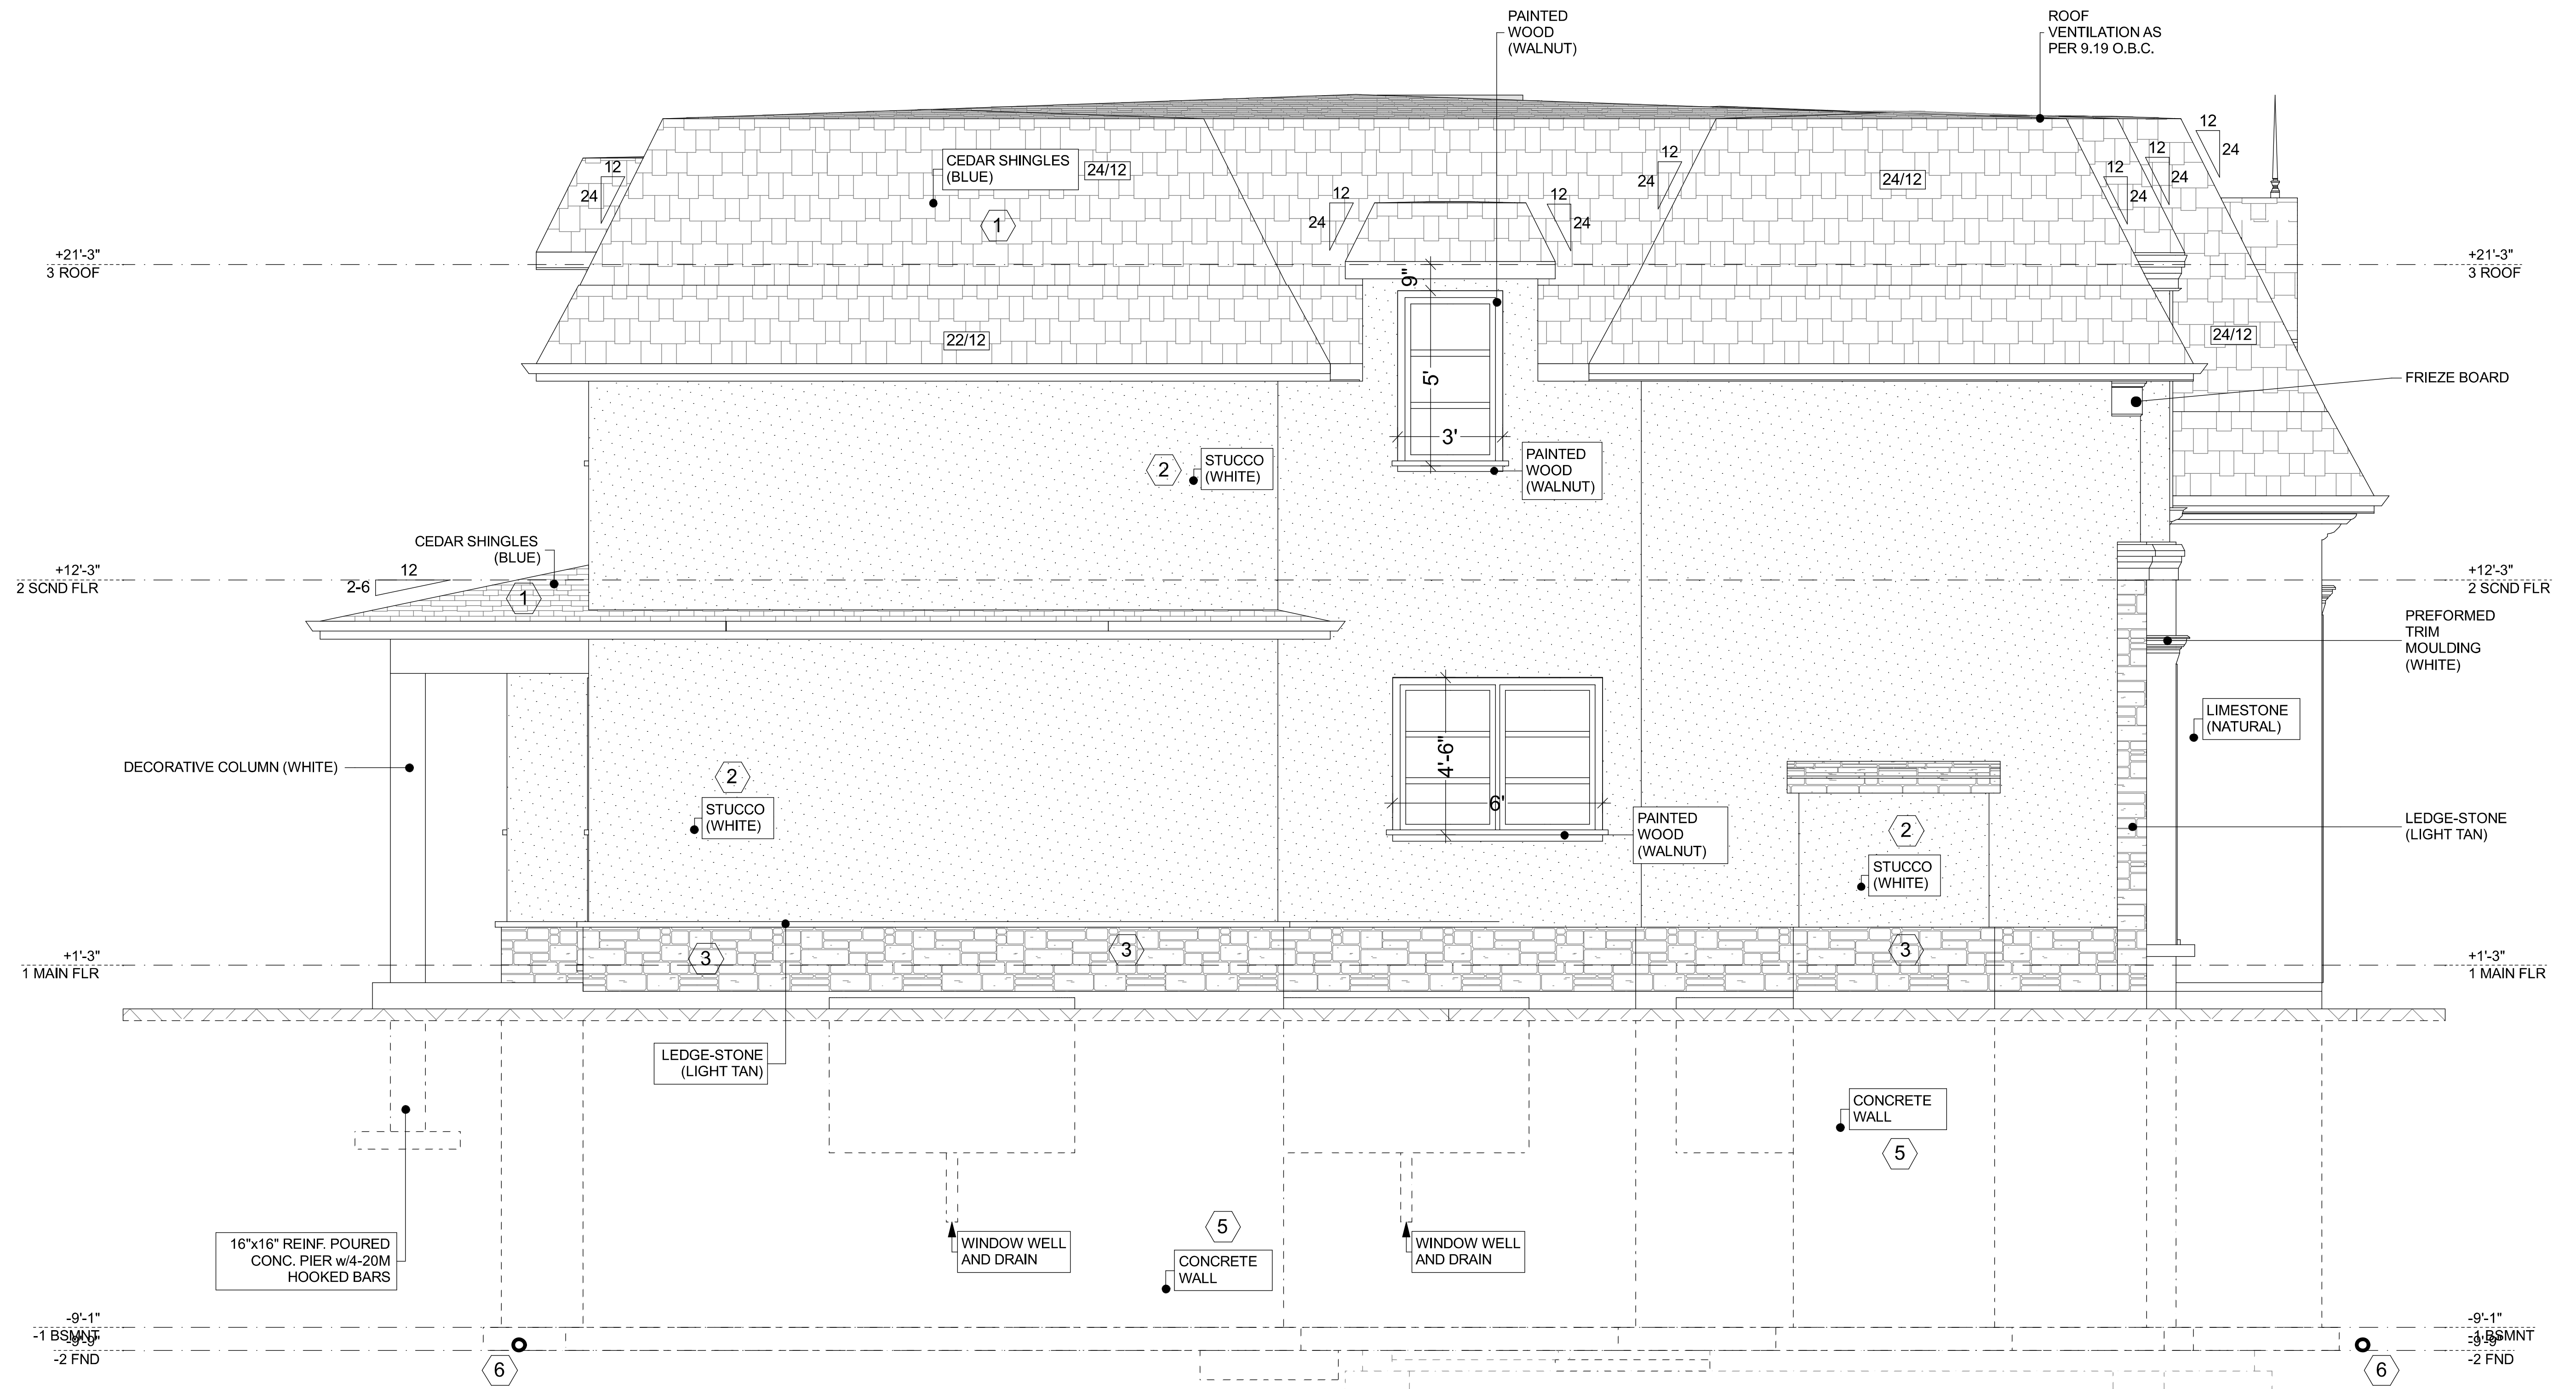 PAINTED
WOOD
(WALNUT)
ROOF
VENTILATION AS
PER 9.19 O.B.C.
12
24
CEDAR SHINGLES
(BLUE)
24/12
1
12
24
12
24
12
24
24/12
12
24
12
24
12
24
+21'-3"
3 ROOF
9"
+21'-3"
3 ROOF
22/12
24/12
5'
3'
FRIEZE BOARD
2
STUCCO
(WHITE)
PAINTED
WOOD
(WALNUT)
CEDAR SHINGLES
(BLUE)
+12'-3"
2 SCND FLR
12
2-6
1
+12'-3"
2 SCND FLR
PREFORMED
TRIM
MOULDING
(WHITE)
LIMESTONE
(NATURAL)
DECORATIVE COLUMN (WHITE)
2
STUCCO
(WHITE)
4'-6"
6'
PAINTED
WOOD
(WALNUT)
2
STUCCO
(WHITE)
LEDGE-STONE
(LIGHT TAN)
+1'-3"
1 MAIN FLR
3
3
3
+1'-3"
1 MAIN FLR
LEDGE-STONE
(LIGHT TAN)
CONCRETE
WALL
5
16"x16" REINF. POURED
CONC. PIER w/4-20M
HOOKED BARS
WINDOW WELL
AND DRAIN
5
CONCRETE
WALL
WINDOW WELL
AND DRAIN
-9'-1"
-1 BSMNT
-9'-9"
-2 FND
6
-9'-1"
-1 BSMNT
-9'-9"
-2 FND
6